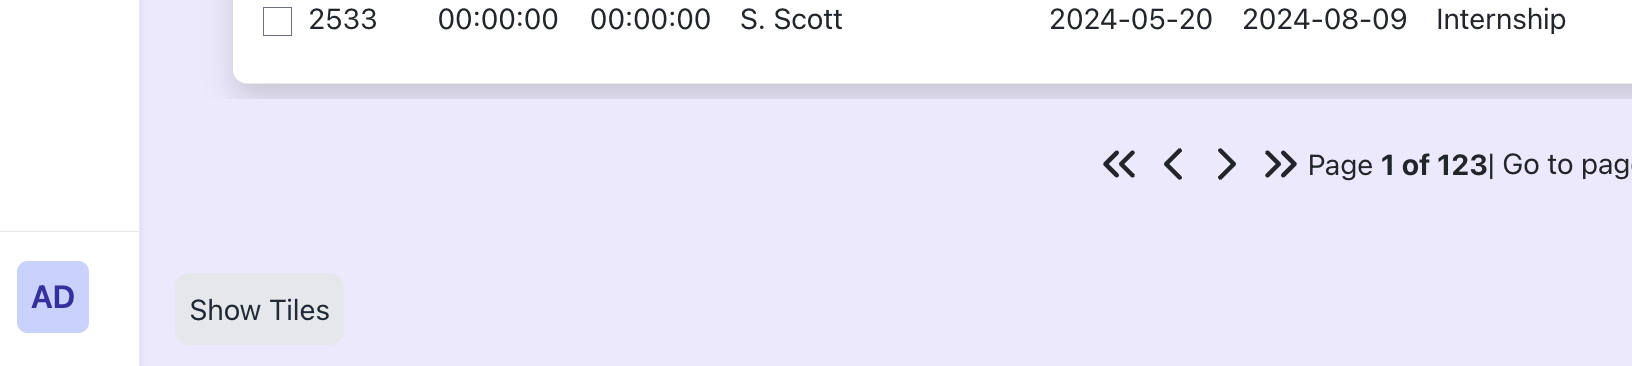 2533 00:00:00 00:00:00 S. Scott 2024-05-20 2024-08-09 Internship
Page 1 of 123| Go to
AD
Show Tiles